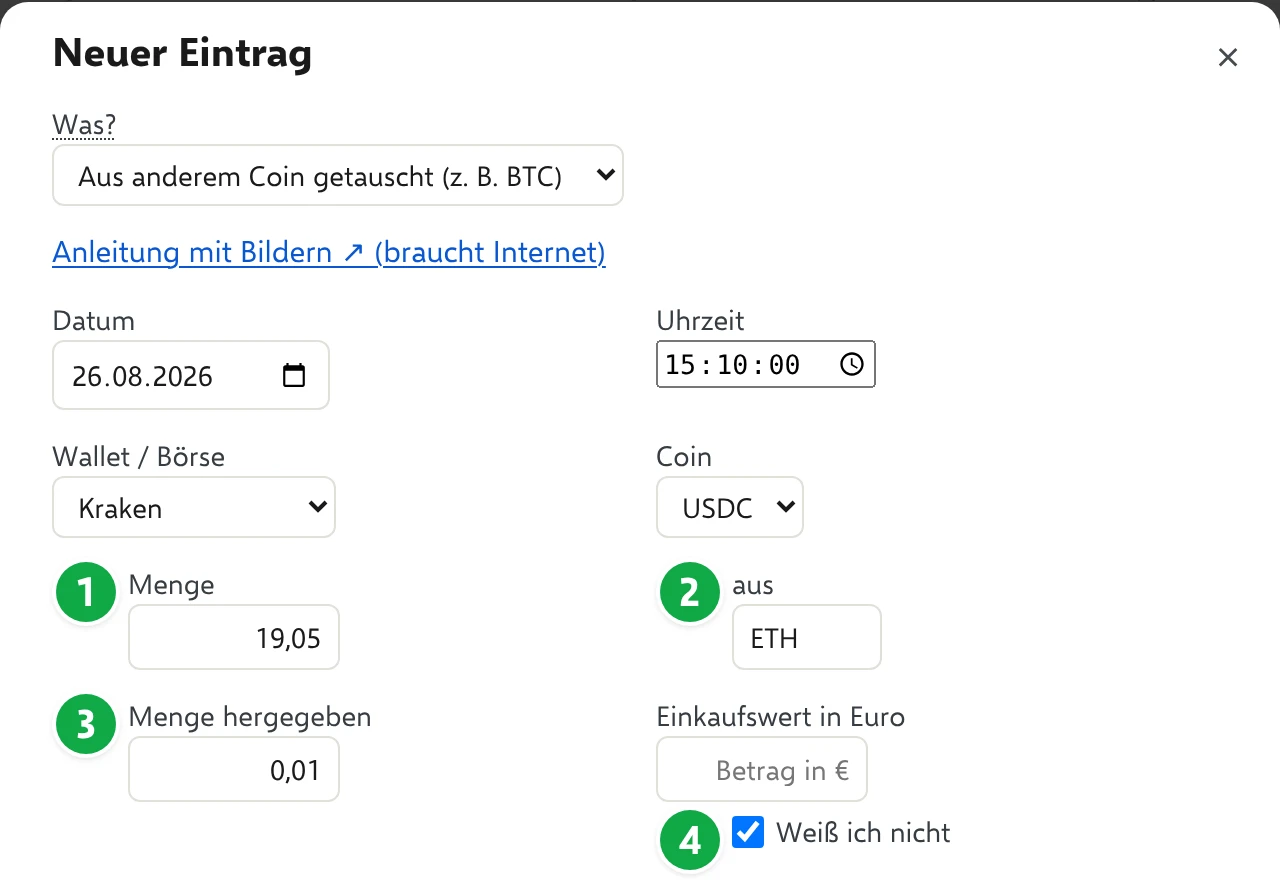 Neuer Eintrag
Was?
Aus anderem Coin getauscht (z. B. BTC)
Anleitung mit Bildern ↗ (braucht Internet)
Datum
Uhrzeit
26.08.2026
15:10:00
Wallet / Börse
Coin
Kraken
USDC
1 Menge
2 aus
19,05
ETH
3 Menge hergegeben
Einkaufswert in Euro
0,01
Betrag in €
4 Weiß ich nicht